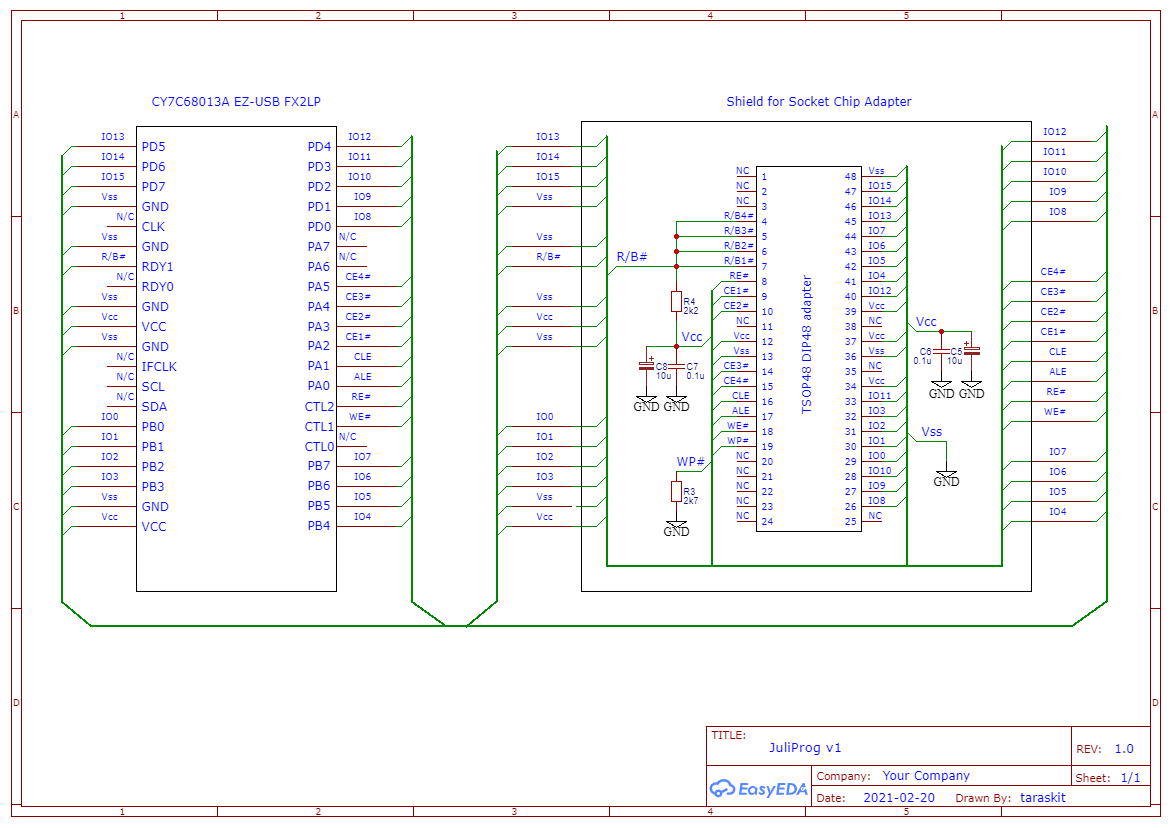 1 2 3 4 5
CY7C68013A EZ-USB FX2LP
Shield for Socket Chip Adapter
A A
B B
C C
D D
IO13 PD5 PD4 IO12
IO14 PD6 PD3 IO11
IO15 PD7 PD2 IO10
Vss GND PD1 IO9
N/C CLK PD0 IO8
Vss GND PA7 N/C
R/B# RDY1 PA6 N/C
N/C RDY0 PA5 CE4#
Vss GND PA4 CE3#
Vcc VCC PA3 CE2#
Vss GND PA2 CE1#
N/C IFCLK PA1 CLE
N/C SCL PA0 ALE
N/C SDA CTL2 RE#
IO0 PB0 CTL1 WE#
IO1 PB1 CTL0 N/C
IO2 PB2 PB7 IO7
IO3 PB3 PB6 IO6
Vss GND PB5 IO5
Vcc VCC PB4 IO4
IO13
IO14
IO15
Vss
Vss
R/B#
Vss
Vcc
Vss
IO0
IO1
IO2
IO3
Vss
Vcc
R/B#
R4
2k2
Vcc
C8
10u
C7
0.1u
GND GND
WP#
R3
2k7
GND
NC 1 48 Vss
NC 2 47 IO15
NC 3 46 IO14
R/B4# 4 45 IO13
R/B3# 5 44 IO7
R/B2# 6 43 IO6
R/B1# 7 42 IO5
RE# 8 41 IO4
CE1# 9 40 IO12
CE2# 10 39 Vcc
NC 11 38 NC
Vcc 12 37 Vcc
Vss 13 36 Vss
CE3# 14 35 NC
CE4# 15 34 Vcc
CLE 16 33 IO11
ALE 17 32 IO3
WE# 18 31 IO2
WP# 19 30 IO1
NC 20 29 IO0
NC 21 28 IO10
NC 22 27 IO9
NC 23 26 IO8
NC 24 25 NC
TSOP48 DIP48 adapter
Vcc
C6
0.1u
C5
10u
GND GND
Vss
GND
IO12
IO11
IO10
IO9
IO8
CE4#
CE3#
CE2#
CE1#
CLE
ALE
RE#
WE#
IO7
IO6
IO5
IO4
TITLE:
JuliProg v1
REV: 1.0
EasyEDA
Company: Your Company
Sheet: 1/1
Date: 2021-02-20 Drawn By: taraskit
1 2 3 4 5